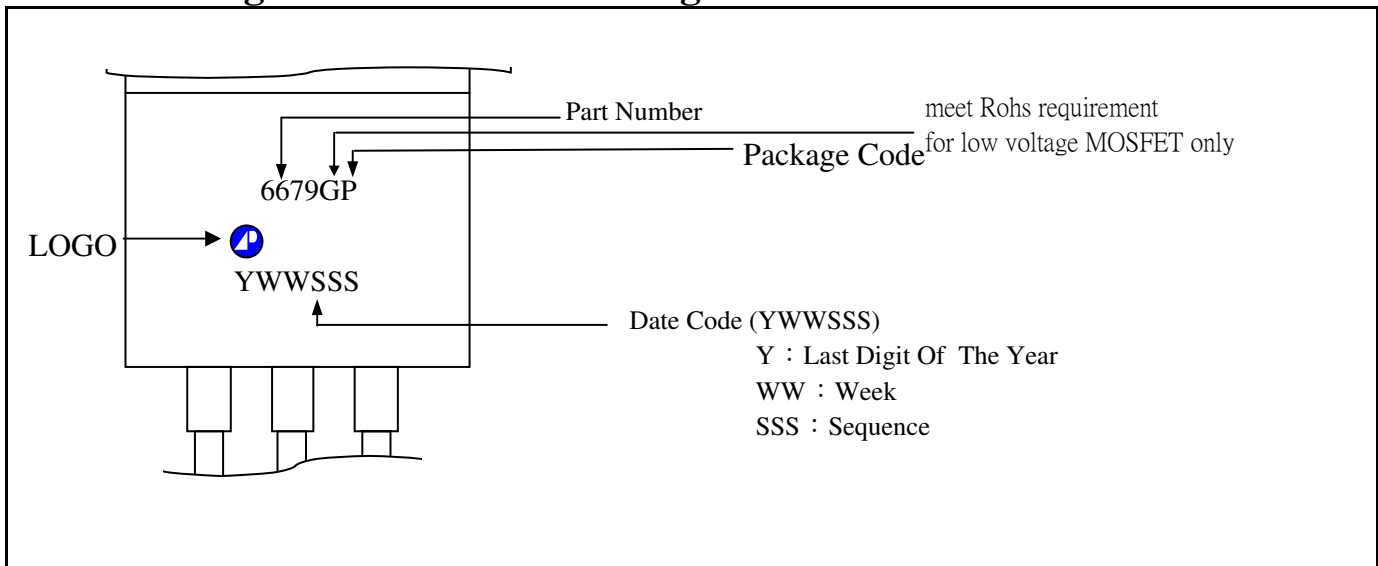 Part Number
meet Rohs requirement
for low voltage MOSFET only
Package Code
6679GP
LOGO
YWWSSS
Date Code (YWWSSS)
Y：Last Digit Of The Year
WW：Week
SSS：Sequence